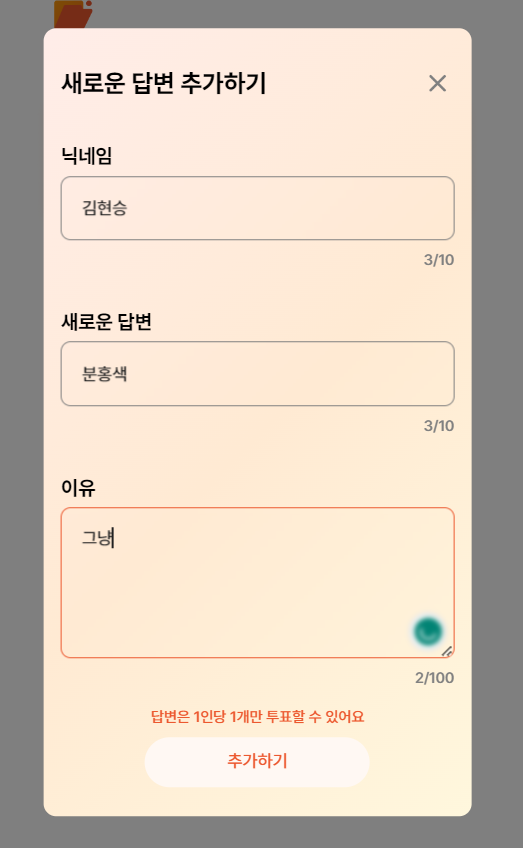 새로운 답변 추가하기
닉네임
김현승
3/10
새로운 답변
분홍색
3/10
이유
그냥
2/100
답변은 1인당 1개만 투표할 수 있어요
추가하기